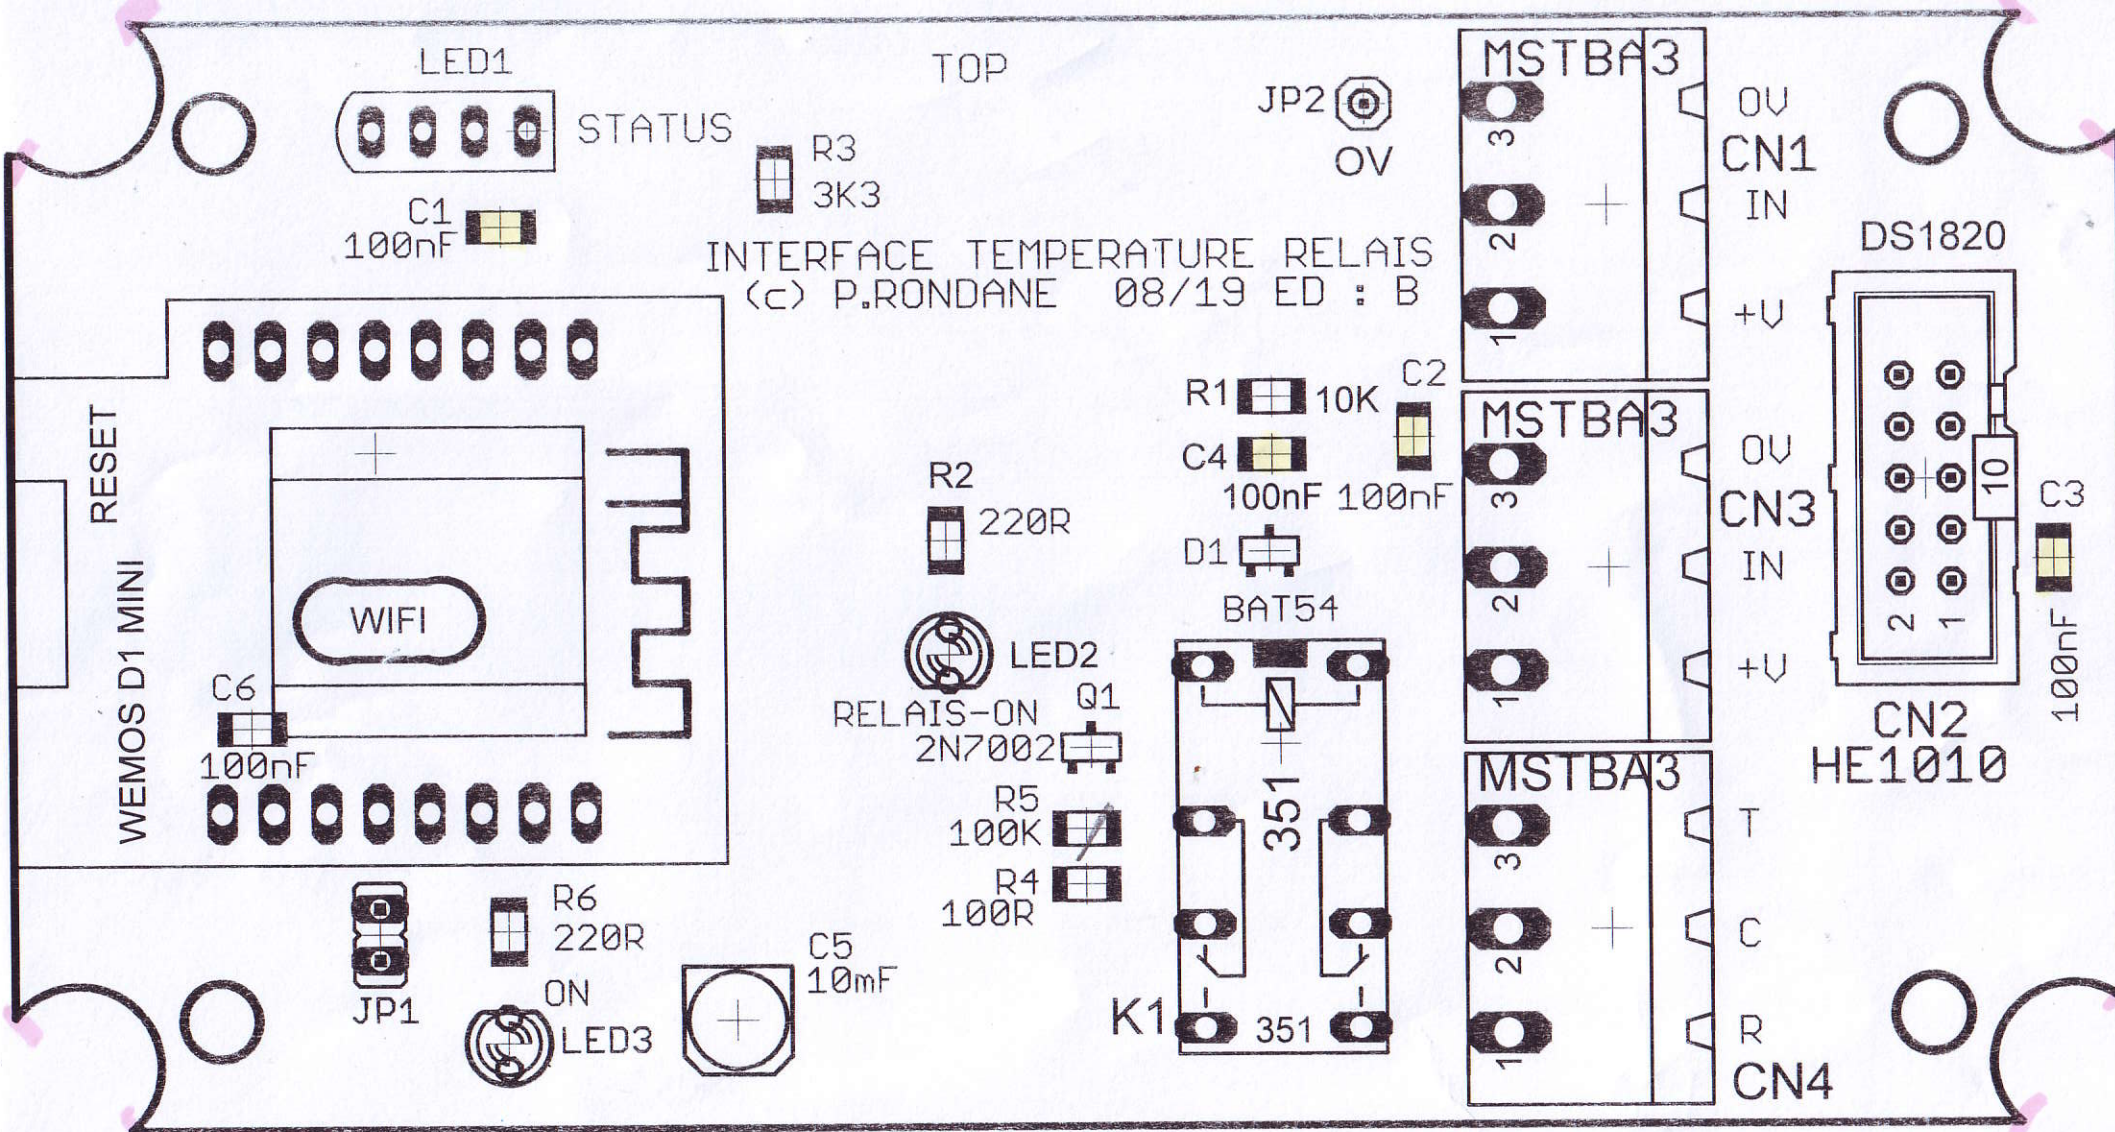 LED1
TOP
STATUS
R3
3K3
C1
100nF
JP2
0V
MSTBA3
3
2
1
0V
CN1
IN
+V
INTERFACE TEMPERATURE RELAIS
(c) P.RONDANE 08/19 ED : B
DS1820
10
2
1
CN2
HE1010
C3
100nF
R1
10K
C2
C4
100nF
100nF
D1
BAT54
MSTBA3
3
2
1
0V
CN3
IN
+V
RESET
WEMOS D1 MINI
WIFI
C6
100nF
R2
220R
LED2
RELAIS-ON
Q1
2N7002
R5
100K
R4
100R
351
K1
351
MSTBA3
3
2
1
T
C
R
CN4
JP1
R6
220R
ON
LED3
C5
10mF